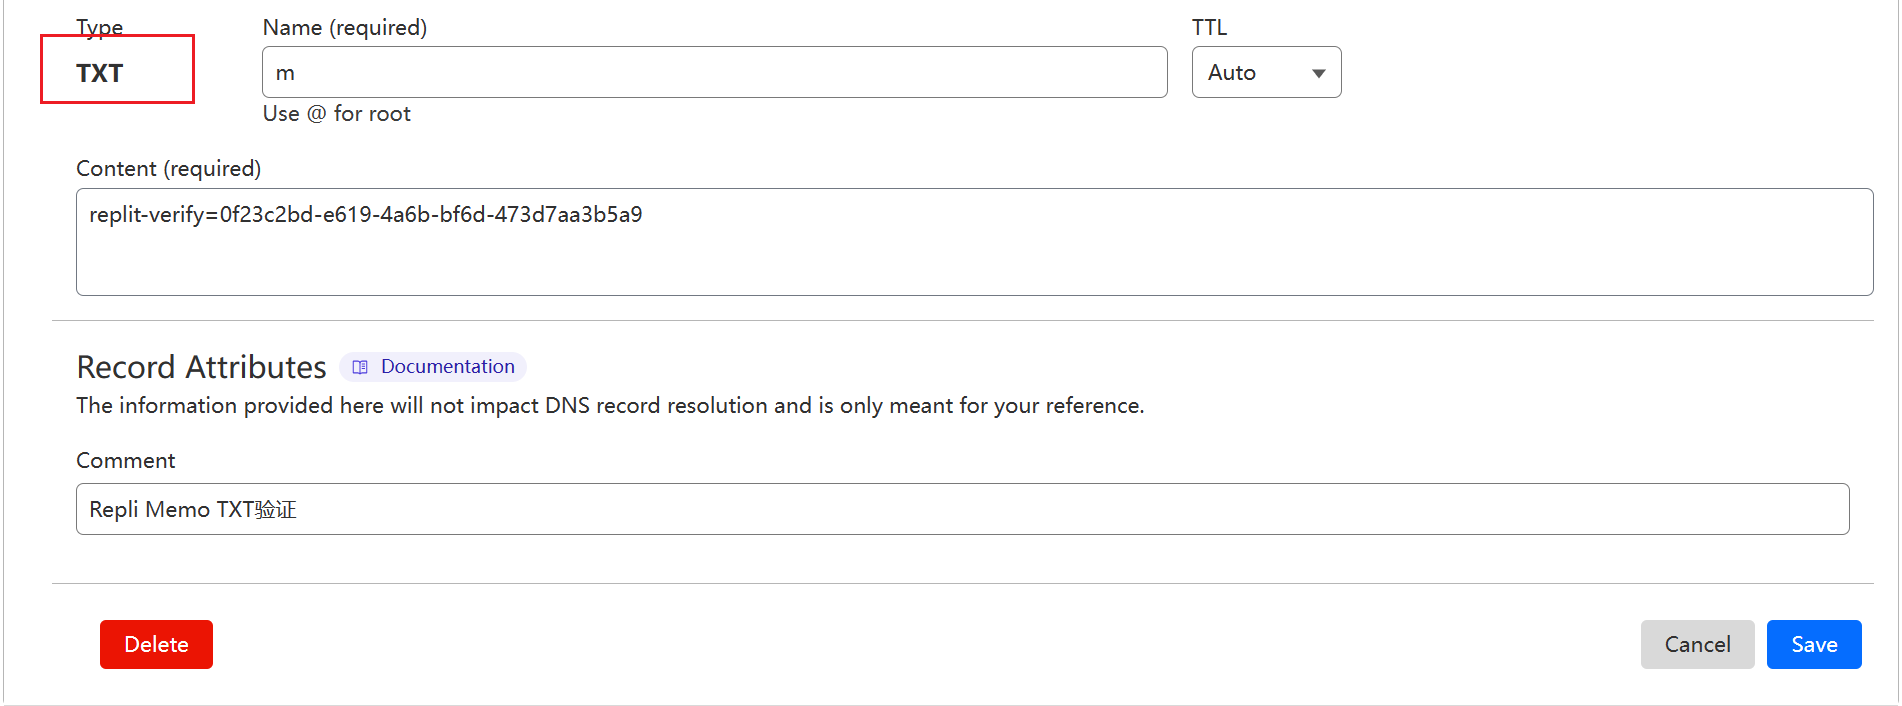 Type
TXT
Name (required)
m
Use @ for root
TTL
Auto
Content (required)
replit-verify=0f23c2bd-e619-4a6b-bf6d-473d7aa3b5a9
Record Attributes
Documentation
The information provided here will not impact DNS record resolution and is only meant for your reference.
Comment
Repli Memo TXT验证
Delete
Cancel
Save